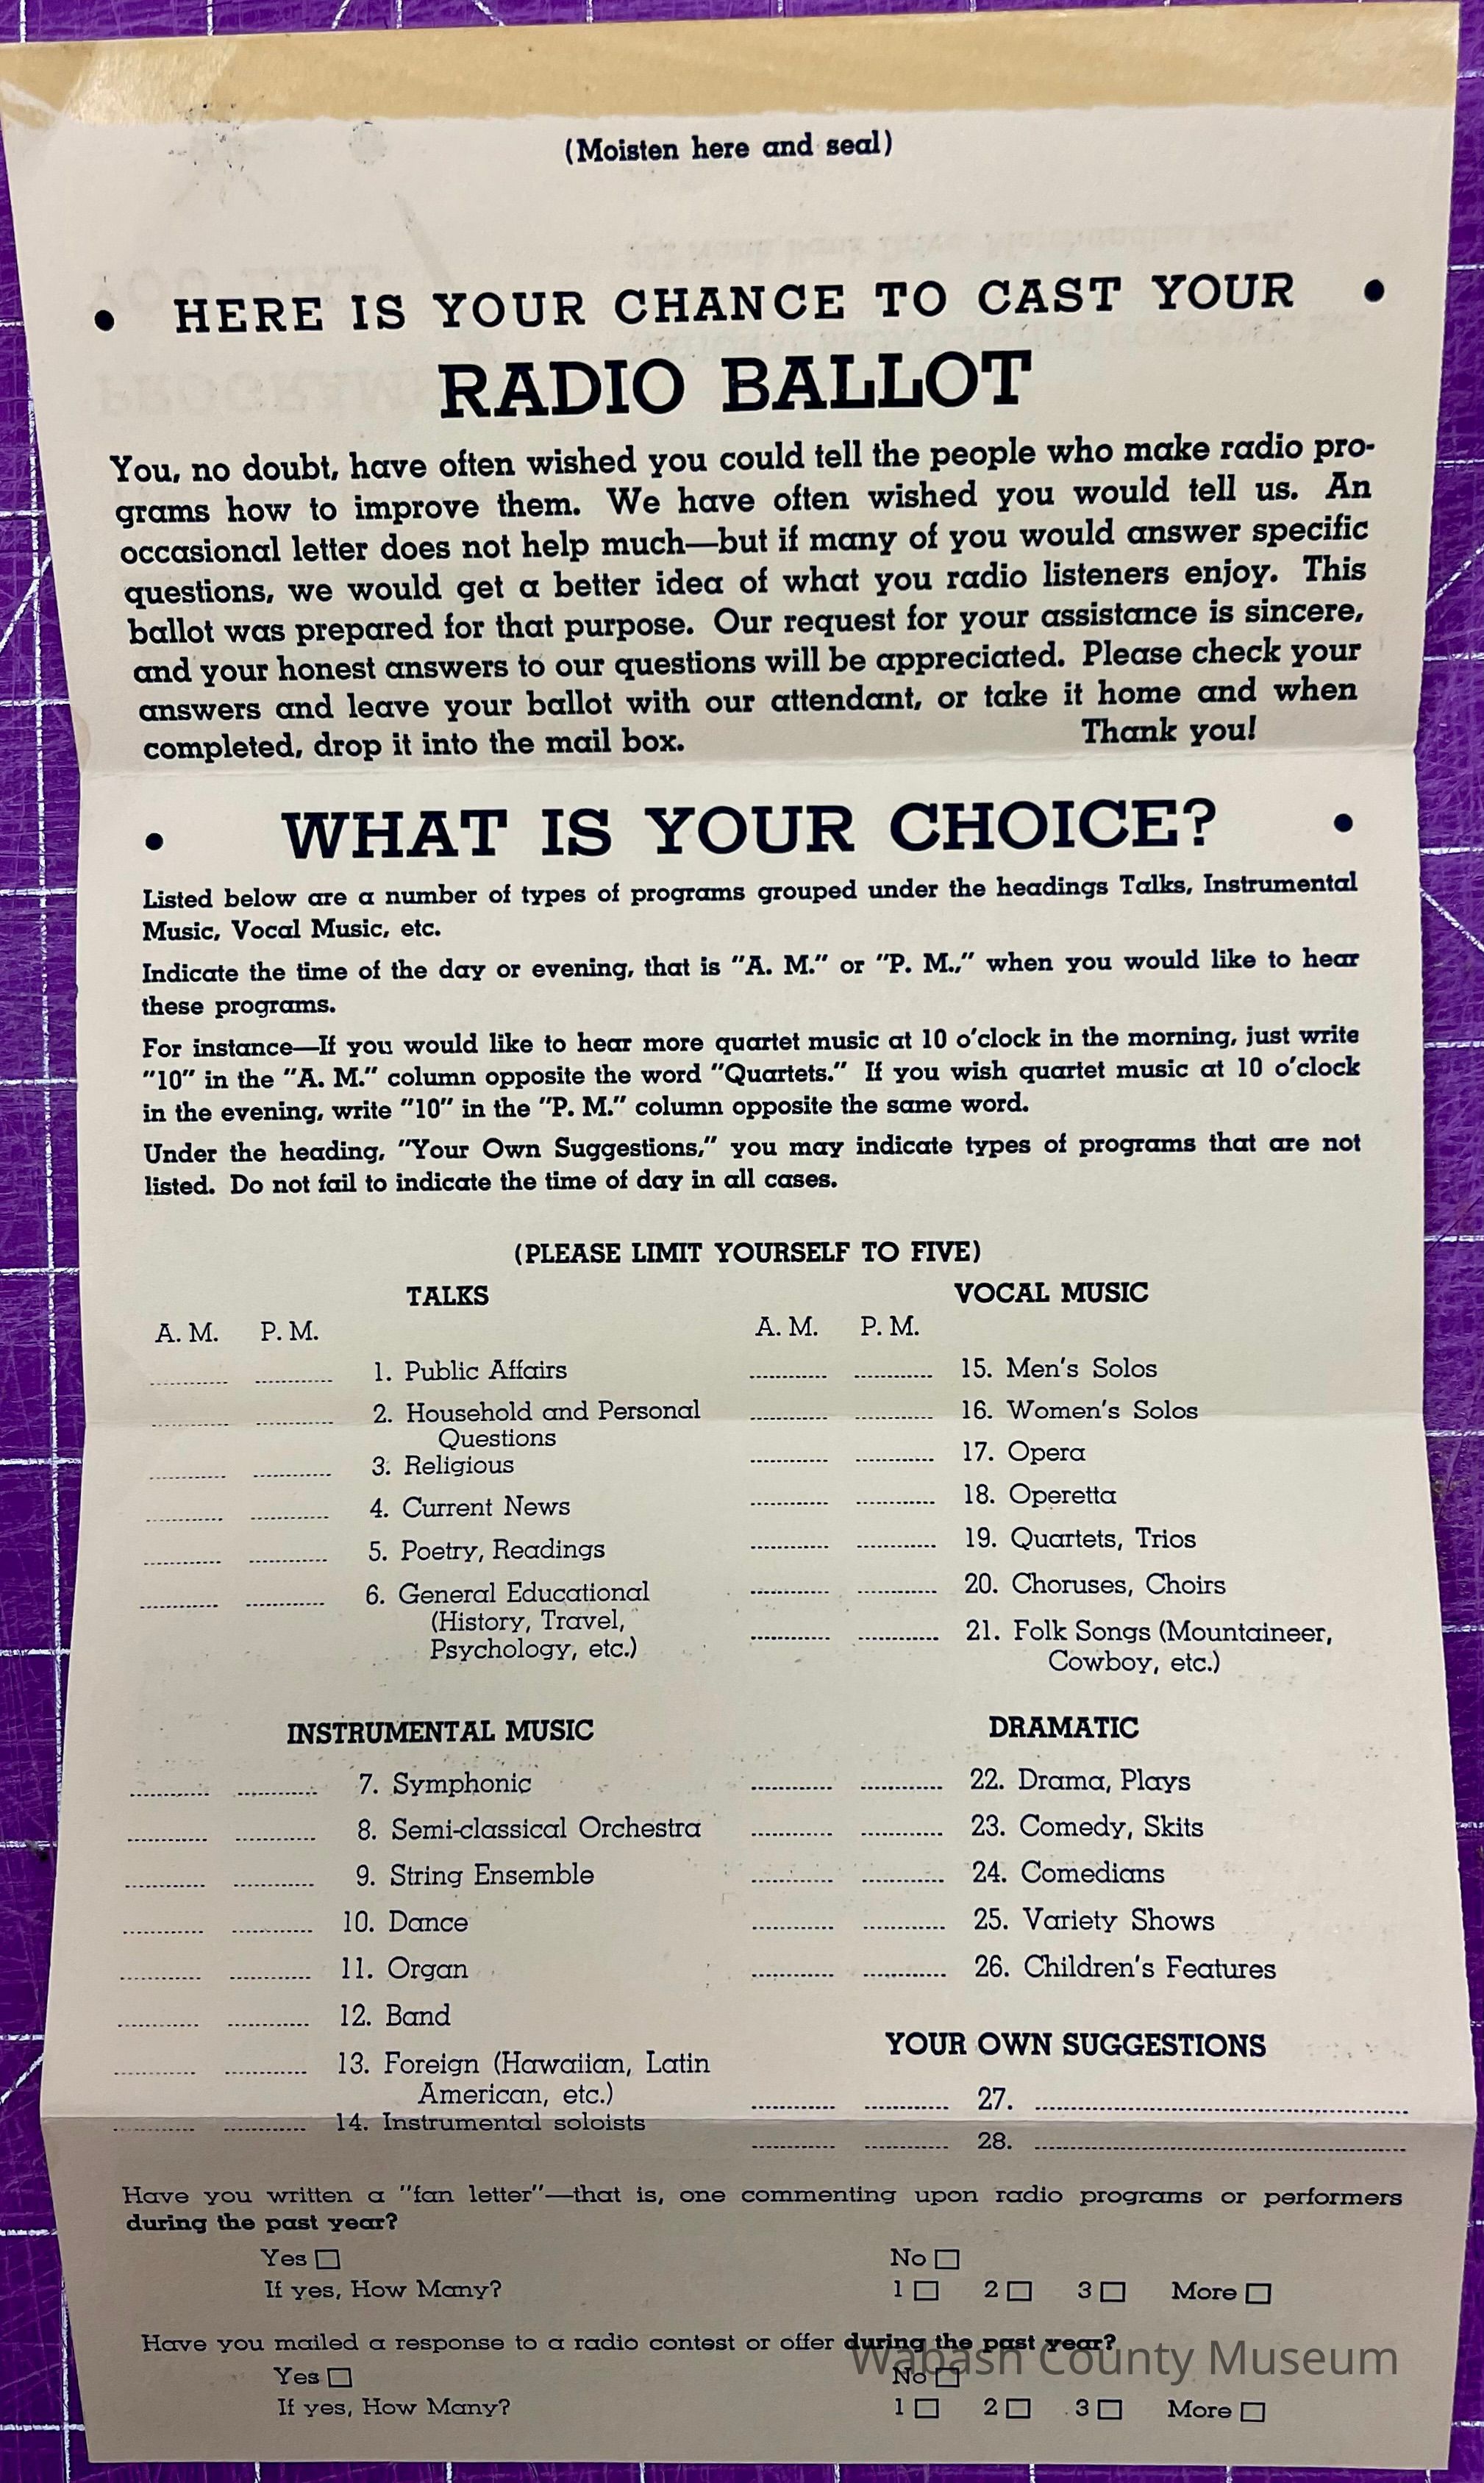 (Moisten here and seal)
• HERE IS YOUR CHANCE TO CAST YOUR •
RADIO BALLOT
You, no doubt, have often wished you could tell the people who make radio pro-
grams how to improve them. We have often wished you would tell us. An
occasional letter does not help much—but if many of you would answer specific
questions, we would get a better idea of what you radio listeners enjoy. This
ballot was prepared for that purpose. Our request for your assistance is sincere,
and your honest answers to our questions will be appreciated. Please check your
answers and leave your ballot with our attendant, or take it home and when
completed, drop it into the mail box. Thank you!
• WHAT IS YOUR CHOICE? •
Listed below are a number of types of programs grouped under the headings Talks, Instrumental
Music, Vocal Music, etc.
Indicate the time of the day or evening, that is "A. M." or "P. M.," when you would like to hear
these programs.
For instance—If you would like to hear more quartet music at 10 o'clock in the morning, just write
"10" in the "A. M." column opposite the word "Quartets." If you wish quartet music at 10 o'clock
in the evening, write "10" in the "P. M." column opposite the same word.
Under the heading, "Your Own Suggestions," you may indicate types of programs that are not
listed. Do not fail to indicate the time of day in all cases.
(PLEASE LIMIT YOURSELF TO FIVE)
TALKS
A. M. P. M.
1. Public Affairs
2. Household and Personal
Questions
3. Religious
4. Current News
5. Poetry, Readings
6. General Educational
(History, Travel,
Psychology, etc.)
INSTRUMENTAL MUSIC
7. Symphonic
8. Semi-classical Orchestra
9. String Ensemble
10. Dance
11. Organ
12. Band
13. Foreign (Hawaiian, Latin
American, etc.)
14. Instrumental soloists
VOCAL MUSIC
A. M. P. M.
15. Men's Solos
16. Women's Solos
17. Opera
18. Operetta
19. Quartets, Trios
20. Choruses, Choirs
21. Folk Songs (Mountaineer,
Cowboy, etc.)
DRAMATIC
22. Drama, Plays
23. Comedy, Skits
24. Comedians
25. Variety Shows
26. Children's Features
YOUR OWN SUGGESTIONS
27.
28.
Have you written a "fan letter"—that is, one commenting upon radio programs or performers
during the past year?
Yes No
If yes, How Many? 1 2 3 More
Have you mailed a response to a radio contest or offer during the past year?
Yes No
If yes, How Many? 1 2 3 More
Wabash County Museum